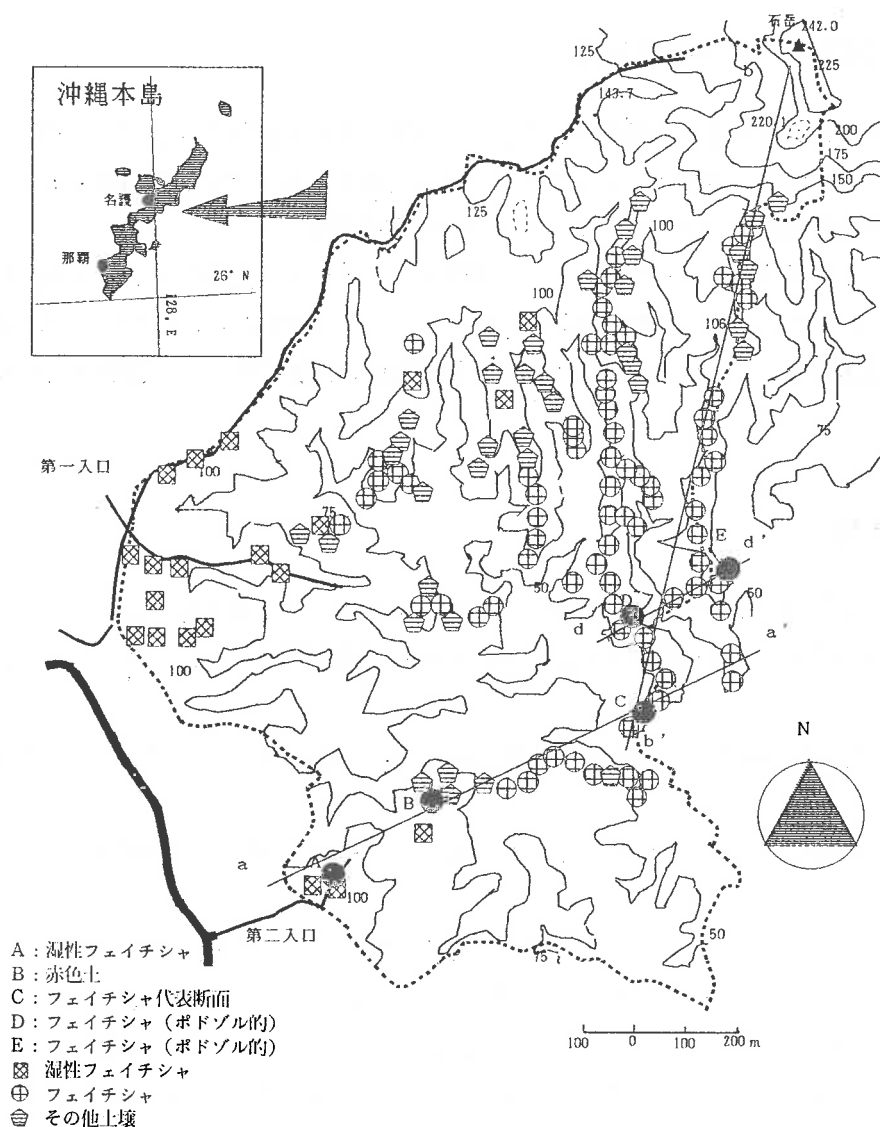 石岳 242.0
125
b
225
143.7
220.1
200
175
150
沖縄本島
名護
那覇
26° N
128, E
125
100
100
106
75
第一入口
100
75
E
d'
50
50
D
d
a'
100
C
b'
N
B
a
A
100
第二入口
50
75
A：湿性フェイチシャ
B：赤色土
C：フェイチシャ代表断面
D：フェイチシャ（ポドゾル的）
E：フェイチシャ（ポドゾル的）
湿性フェイチシャ
フェイチシャ
その他土壌
100 0 100 200 m